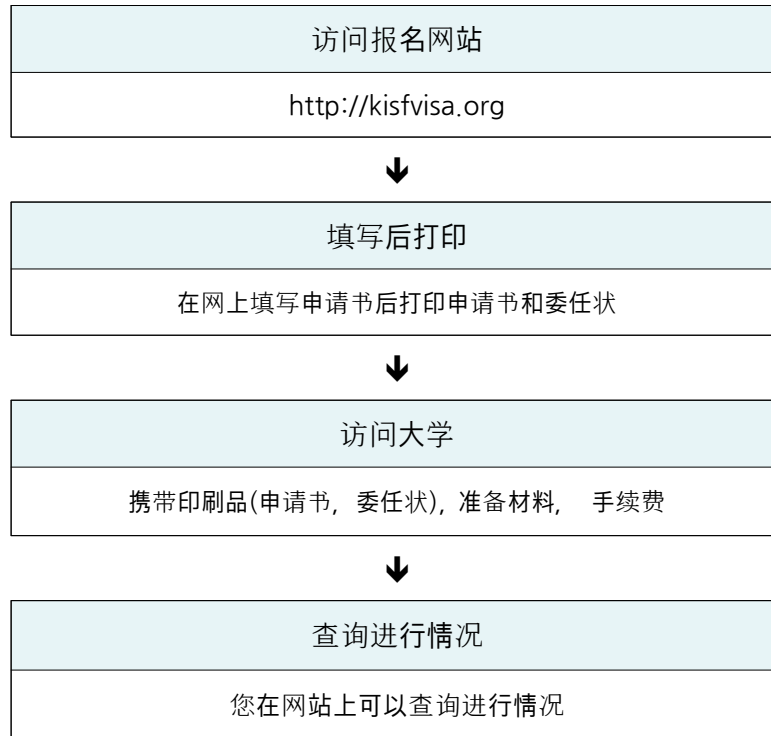 访问报名网站
http://kisfvisa.org
填写后打印
在网上填写申请书后打印申请书和委任状
访问大学
携带印刷品(申请书, 委任状), 准备材料, 手续费
查询进行情况
您在网站上可以查询进行情况